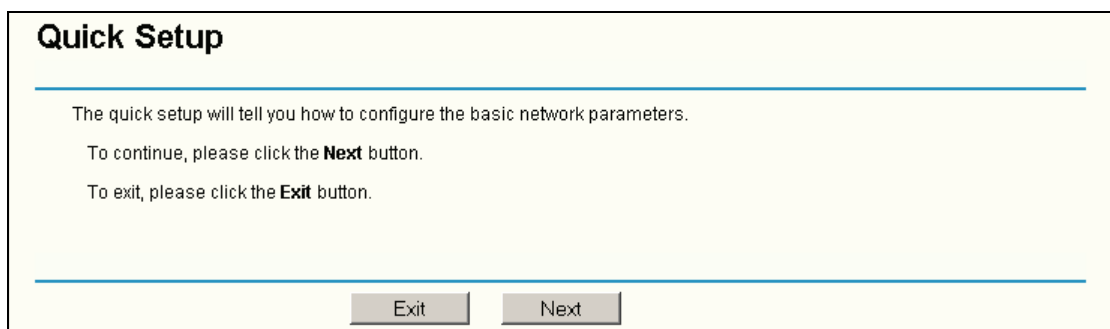 Quick Setup
The quick setup will tell you how to configure the basic network parameters.
To continue, please click the Next button.
To exit, please click the Exit button.
Exit Next